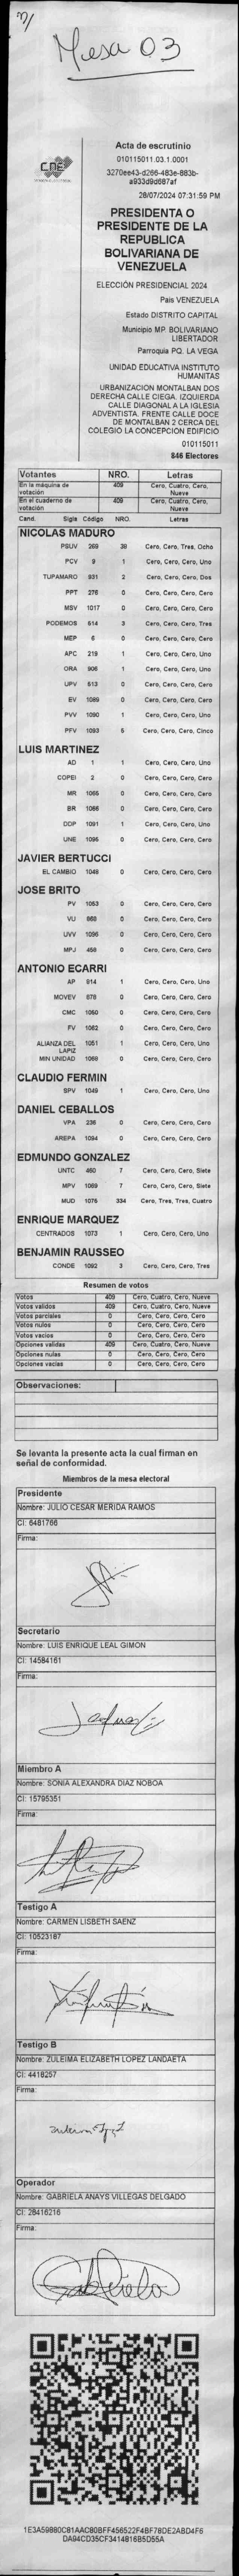 Mesa 03
CNE
Acta de escrutinio
010115011.03.1.0001
3270ee43-d266-483e-883b-
a933d9d667af
28/07/2024 07:31:59 PM
PRESIDENTA O
PRESIDENTE DE LA
REPUBLICA
BOLIVARIANA DE
VENEZUELA
ELECCIÓN PRESIDENCIAL 2024
País VENEZUELA
Estado DISTRITO CAPITAL
Municipio MP. BOLIVARIANO
LIBERTADOR
Parroquia PQ. LA VEGA
UNIDAD EDUCATIVA INSTITUTO
HUMANITAS
URBANIZACION MONTALBAN DOS
DERECHA CALLE CIEGA. IZQUIERDA
CALLE DIAGONAL A LA IGLESIA
ADVENTISTA. FRENTE CALLE DOCE
DE MONTALBAN 2 CERCA DEL
COLEGIO LA CONCEPCION EDIFICIO
010115011
846 Electores
Votantes NRO. Letras
En la máquina de votación 409 Cero, Cuatro, Cero, Nueve
En el cuaderno de votación 409 Cero, Cuatro, Cero, Nueve
Cand. Sigla Código NRO. Letras
NICOLAS MADURO
PSUV 269 38 Cero, Cero, Tres, Ocho
PCV 9 1 Cero, Cero, Cero, Uno
TUPAMARO 931 2 Cero, Cero, Cero, Dos
PPT 276 0 Cero, Cero, Cero, Cero
MSV 1017 0 Cero, Cero, Cero, Cero
PODEMOS 514 3 Cero, Cero, Cero, Tres
MEP 6 0 Cero, Cero, Cero, Cero
APC 219 1 Cero, Cero, Cero, Uno
ORA 906 1 Cero, Cero, Cero, Uno
UPV 513 0 Cero, Cero, Cero, Cero
EV 1089 0 Cero, Cero, Cero, Cero
PVV 1090 1 Cero, Cero, Cero, Uno
PFV 1093 5 Cero, Cero, Cero, Cinco
LUIS MARTINEZ
AD 1 1 Cero, Cero, Cero, Uno
COPEI 2 0 Cero, Cero, Cero, Cero
MR 1065 0 Cero, Cero, Cero, Cero
BR 1066 0 Cero, Cero, Cero, Cero
DDP 1091 1 Cero, Cero, Cero, Uno
UNE 1095 0 Cero, Cero, Cero, Cero
JAVIER BERTUCCI
EL CAMBIO 1048 0 Cero, Cero, Cero, Cero
JOSE BRITO
PV 1053 0 Cero, Cero, Cero, Cero
VU 868 0 Cero, Cero, Cero, Cero
UVV 1096 0 Cero, Cero, Cero, Cero
MPJ 458 0 Cero, Cero, Cero, Cero
ANTONIO ECARRI
AP 914 1 Cero, Cero, Cero, Uno
MOVEV 878 0 Cero, Cero, Cero, Cero
CMC 1050 0 Cero, Cero, Cero, Cero
FV 1062 0 Cero, Cero, Cero, Cero
ALIANZA DEL LAPIZ 1051 1 Cero, Cero, Cero, Uno
MIN UNIDAD 1069 0 Cero, Cero, Cero, Cero
CLAUDIO FERMIN
SPV 1049 1 Cero, Cero, Cero, Uno
DANIEL CEBALLOS
VPA 236 0 Cero, Cero, Cero, Cero
AREPA 1094 0 Cero, Cero, Cero, Cero
EDMUNDO GONZALEZ
UNTC 460 7 Cero, Cero, Cero, Siete
MPV 1069 7 Cero, Cero, Cero, Siete
MUD 1075 334 Cero, Tres, Tres, Cuatro
ENRIQUE MARQUEZ
CENTRADOS 1073 1 Cero, Cero, Cero, Uno
BENJAMIN RAUSSEO
CONDE 1092 3 Cero, Cero, Cero, Tres
Resumen de votos
Votos 409 Cero, Cuatro, Cero, Nueve
Votos validos 409 Cero, Cuatro, Cero, Nueve
Votos parciales 0 Cero, Cero, Cero, Cero
Votos nulos 0 Cero, Cero, Cero, Cero
Votos vacios 0 Cero, Cero, Cero, Cero
Opciones validas 409 Cero, Cuatro, Cero, Nueve
Opciones nulas 0 Cero, Cero, Cero, Cero
Opciones vacias 0 Cero, Cero, Cero, Cero
Observaciones:
Se levanta la presente acta la cual firman en
señal de conformidad.
Miembros de la mesa electoral
Presidente
Nombre: JULIO CESAR MERIDA RAMOS
CI: 6481766
Firma:
Secretario
Nombre: LUIS ENRIQUE LEAL GIMON
CI: 14584161
Firma:
Miembro A
Nombre: SONIA ALEXANDRA DIAZ NOBOA
CI: 15795351
Firma:
Testigo A
Nombre: CARMEN LISBETH SAENZ
CI: 10523187
Firma:
Testigo B
Nombre: ZULEIMA ELIZABETH LOPEZ LANDAETA
CI: 4418257
Firma:
Operador
Nombre: GABRIELA ANAYS VILLEGAS DELGADO
CI: 28416216
Firma:
Gabriela
1E3A59880C81AAC80BFF456522F4BF78DE2ABD4F6
DA94CD35CF3414816B5D55A